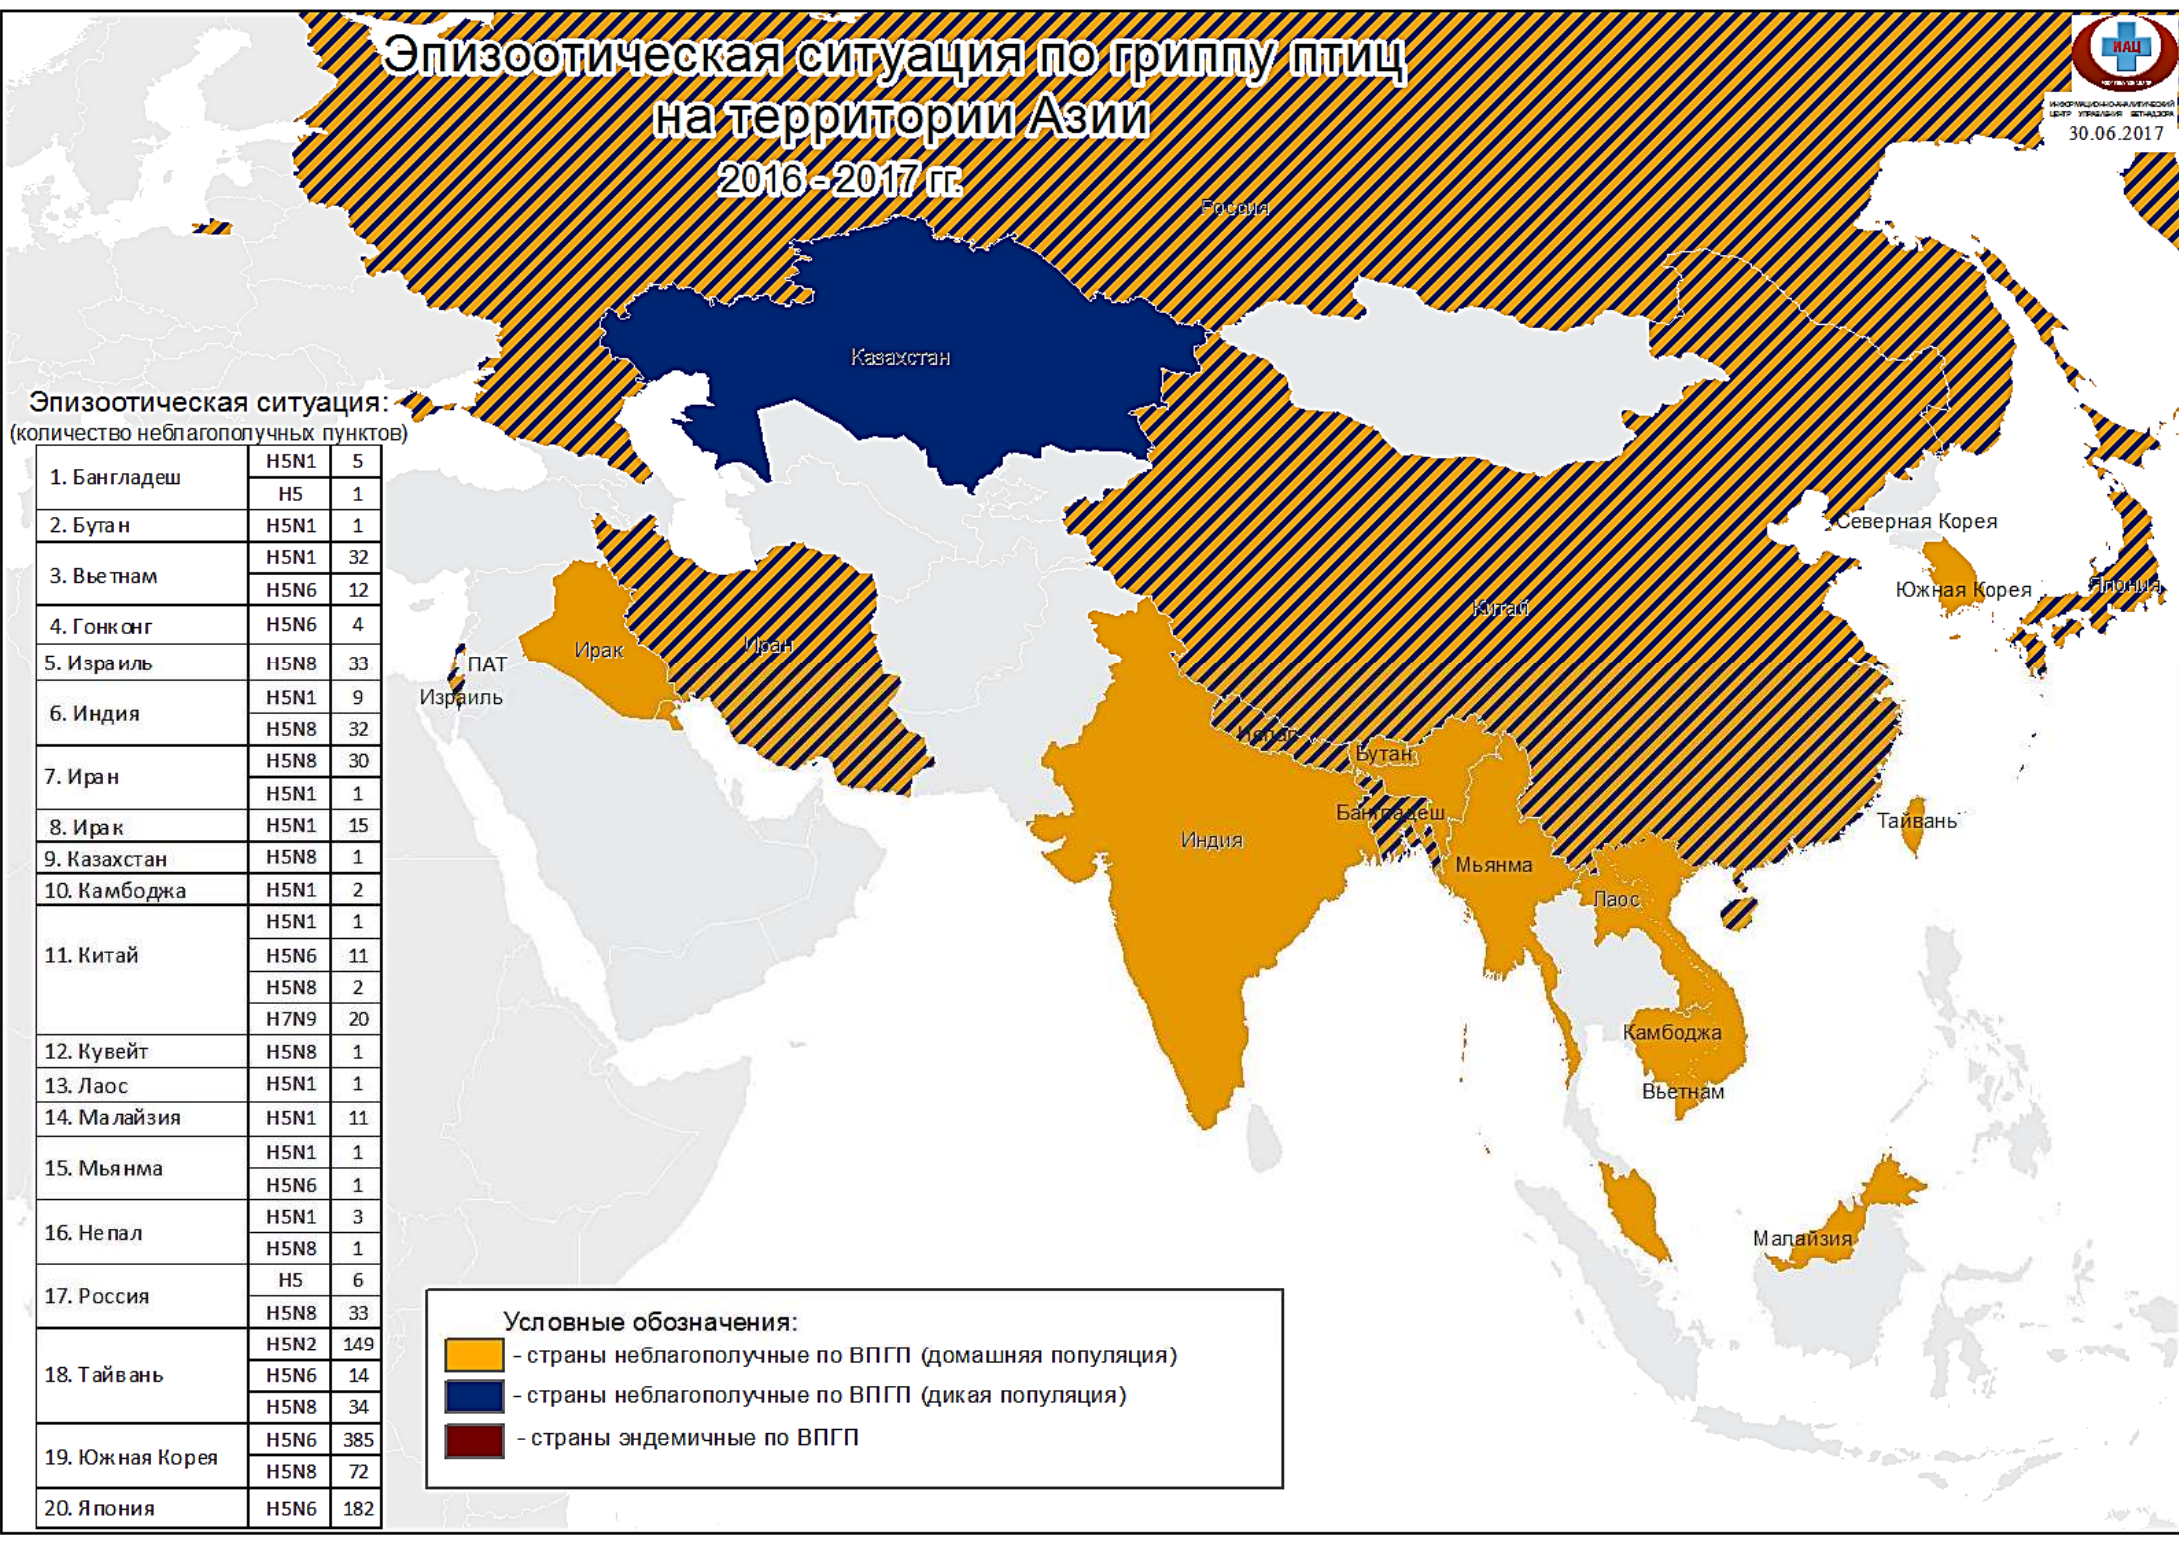 Эпизоотическая ситуация по гриппу птиц
на территории Азии
2016 - 2017 гг.
ИАЦ
ИНФОРМАЦИОННО-АНАЛИТИЧЕСКИЙ
ЦЕНТР УПРАВЛЕНИЯ ВЕТНАДЗОРА
30.06.2017
Россия
Казахстан
Северная Корея
Южная Корея
Япония
Китай
Иран
Ирак
ПАТ
Израиль
Непал
Бутан
Бангладеш
Индия
Мьянма
Тайвань
Лаос
Камбоджа
Вьетнам
Малайзия
Эпизоотическая ситуация:
(количество неблагополучных пунктов)
1. Бангладеш H5N1 5
H5 1
2. Бутан H5N1 1
3. Вьетнам H5N1 32
H5N6 12
4. Гонконг H5N6 4
5. Израиль H5N8 33
6. Индия H5N1 9
H5N8 32
7. Иран H5N8 30
H5N1 1
8. Ирак H5N1 15
9. Казахстан H5N8 1
10. Камбоджа H5N1 2
11. Китай H5N1 1
H5N6 11
H5N8 2
H7N9 20
12. Кувейт H5N8 1
13. Лаос H5N1 1
14. Малайзия H5N1 11
15. Мьянма H5N1 1
H5N6 1
16. Непал H5N1 3
H5N8 1
17. Россия H5 6
H5N8 33
18. Тайвань H5N2 149
H5N6 14
H5N8 34
19. Южная Корея H5N6 385
H5N8 72
20. Япония H5N6 182
Условные обозначения:
- страны неблагополучные по ВПГП (домашняя популяция)
- страны неблагополучные по ВПГП (дикая популяция)
- страны эндемичные по ВПГП